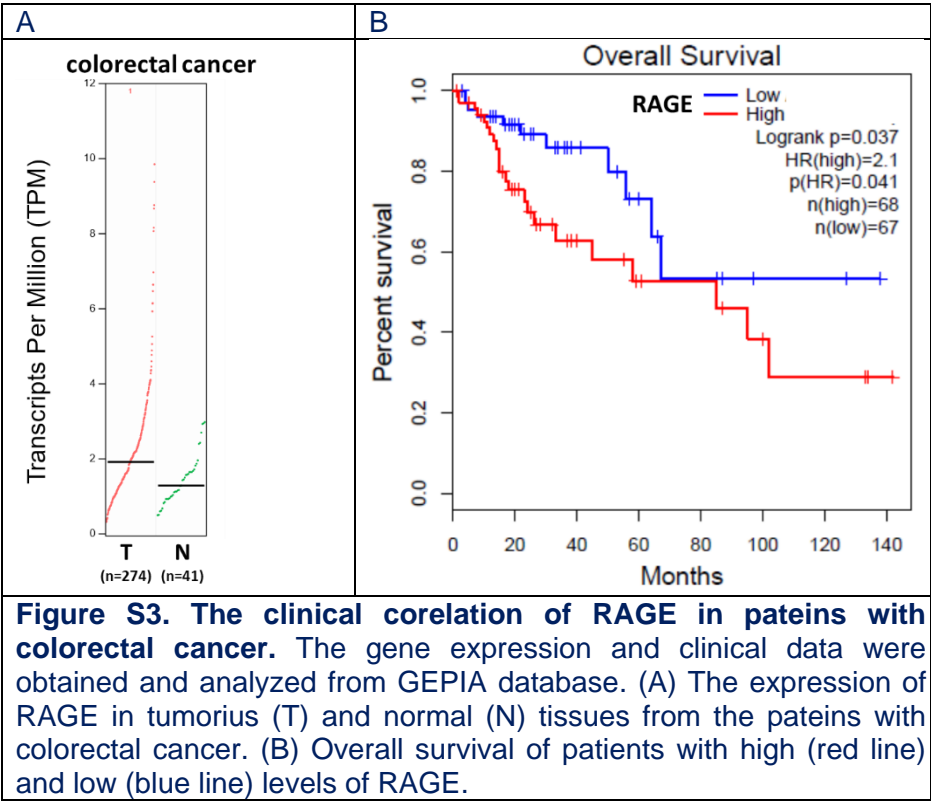 A
B
colorectal cancer
Transcripts Per Million (TPM)
12
10
8
6
4
2
0
T
N
(n=274)
(n=41)
Overall Survival
RAGE
Low
High
Logrank p=0.037
HR(high)=2.1
p(HR)=0.041
n(high)=68
n(low)=67
Percent survival
1.0
0.8
0.6
0.4
0.2
0.0
0 20 40 60 80 100 120 140
Months
Figure S3. The clinical corelation of RAGE in pateins with
colorectal cancer. The gene expression and clinical data were
obtained and analyzed from GEPIA database. (A) The expression of
RAGE in tumorius (T) and normal (N) tissues from the pateins with
colorectal cancer. (B) Overall survival of patients with high (red line)
and low (blue line) levels of RAGE.